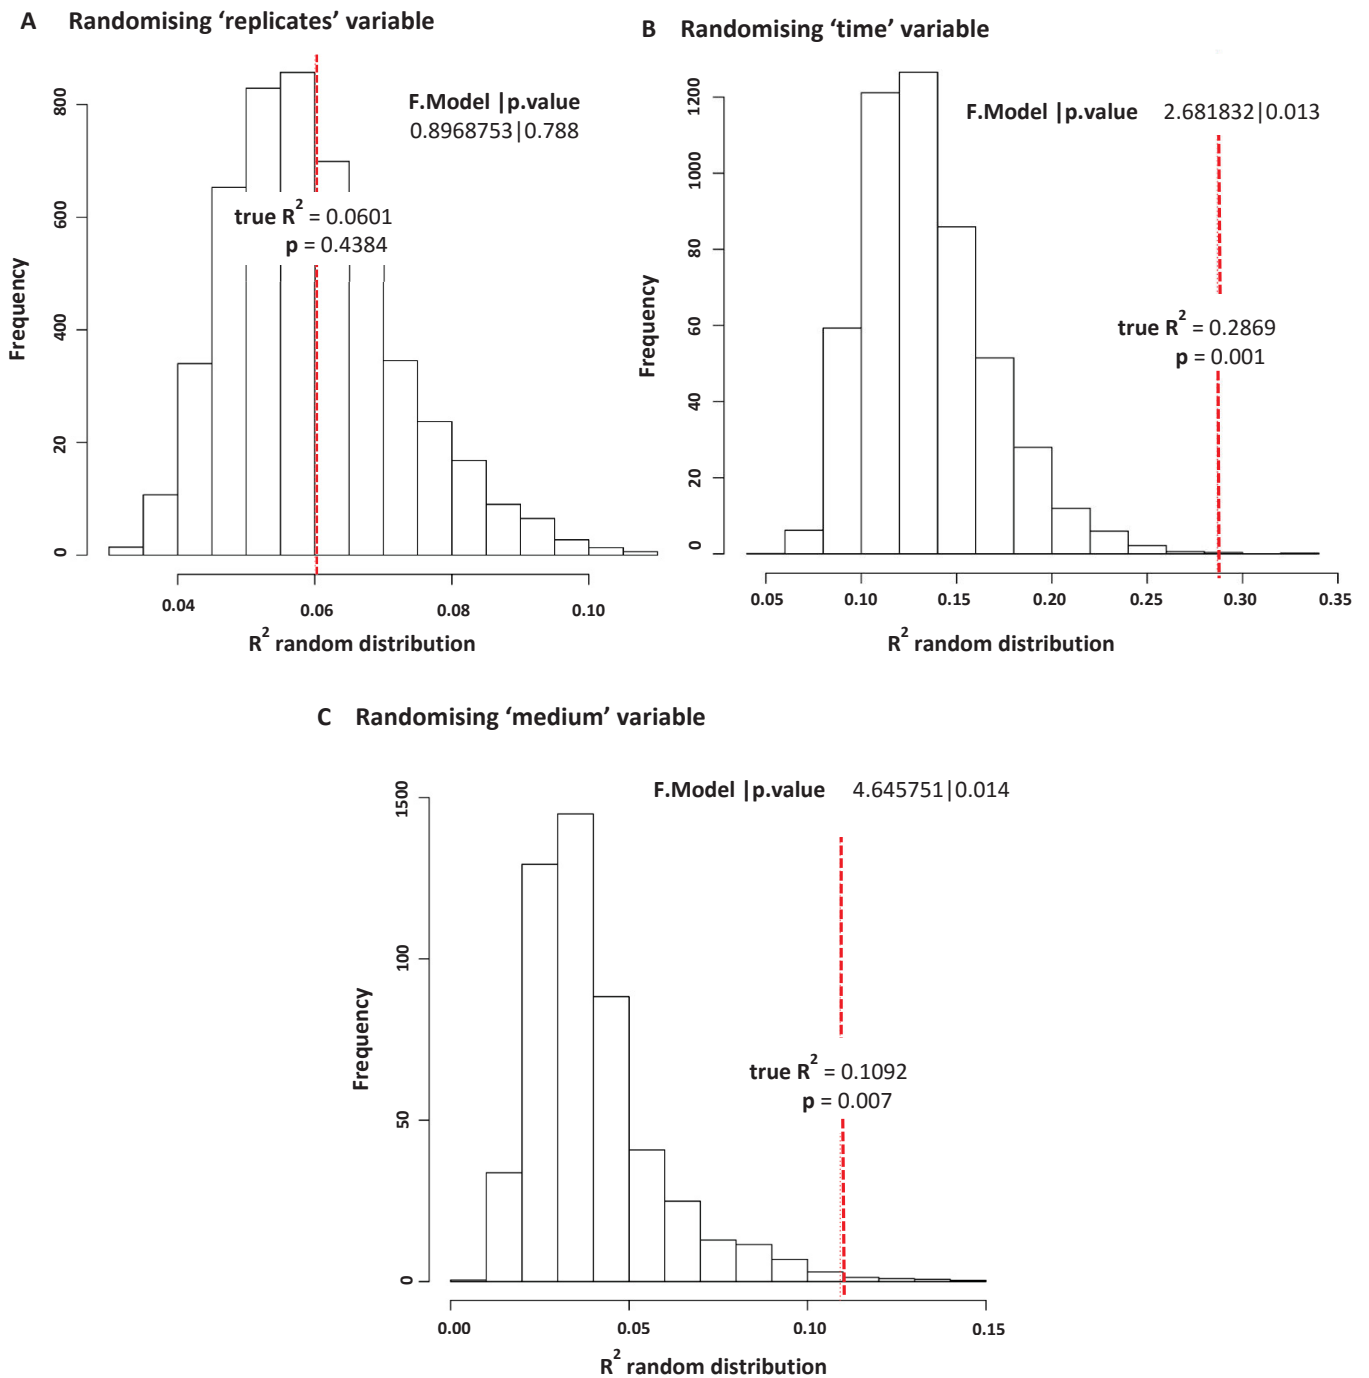 A Randomising ‘replicates’ variable
F.Model |p.value
0.8968753|0.788
true R² = 0.0601
p = 0.4384
Frequency
800
600
400
20
0
0.04 0.06 0.08 0.10
R² random distribution
B Randomising ‘time’ variable
F.Model |p.value 2.681832|0.013
true R² = 0.2869
p = 0.001
Frequency
1200
1000
80
60
40
20
0
0.05 0.10 0.15 0.20 0.25 0.30 0.35
R² random distribution
C Randomising ‘medium’ variable
F.Model |p.value 4.645751|0.014
true R² = 0.1092
p = 0.007
Frequency
1500
100
50
0
0.00 0.05 0.10 0.15
R² random distribution